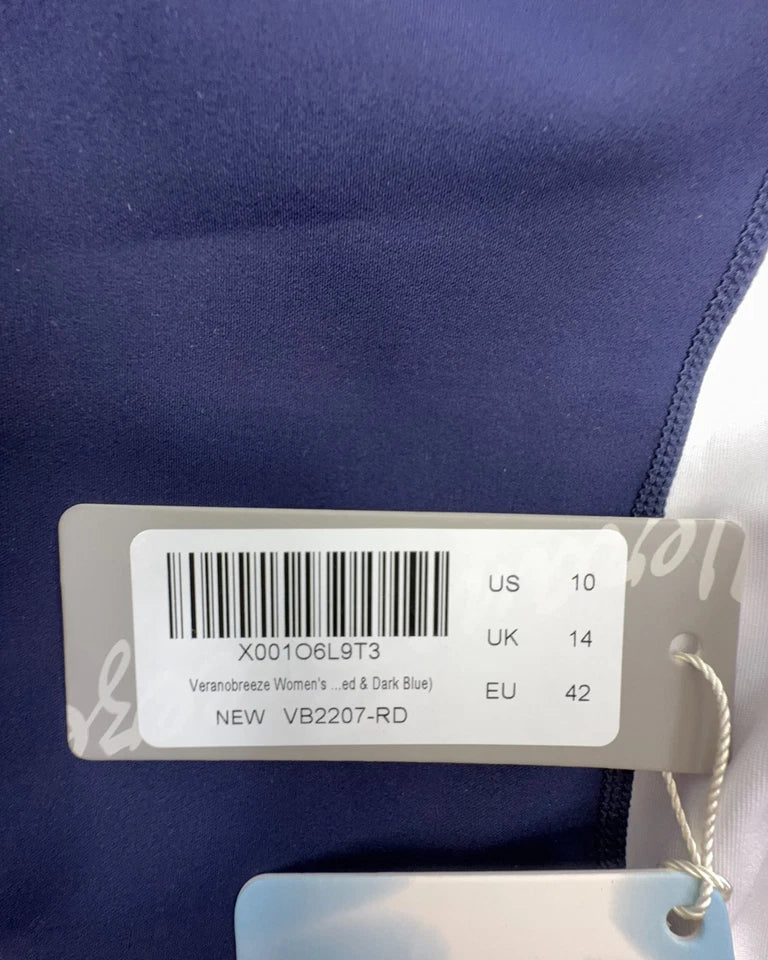 X001O6L9T3
Veranobreeze Women's ...ed & Dark Blue)
NEW VB2207-RD
US 10
UK 14
EU 42